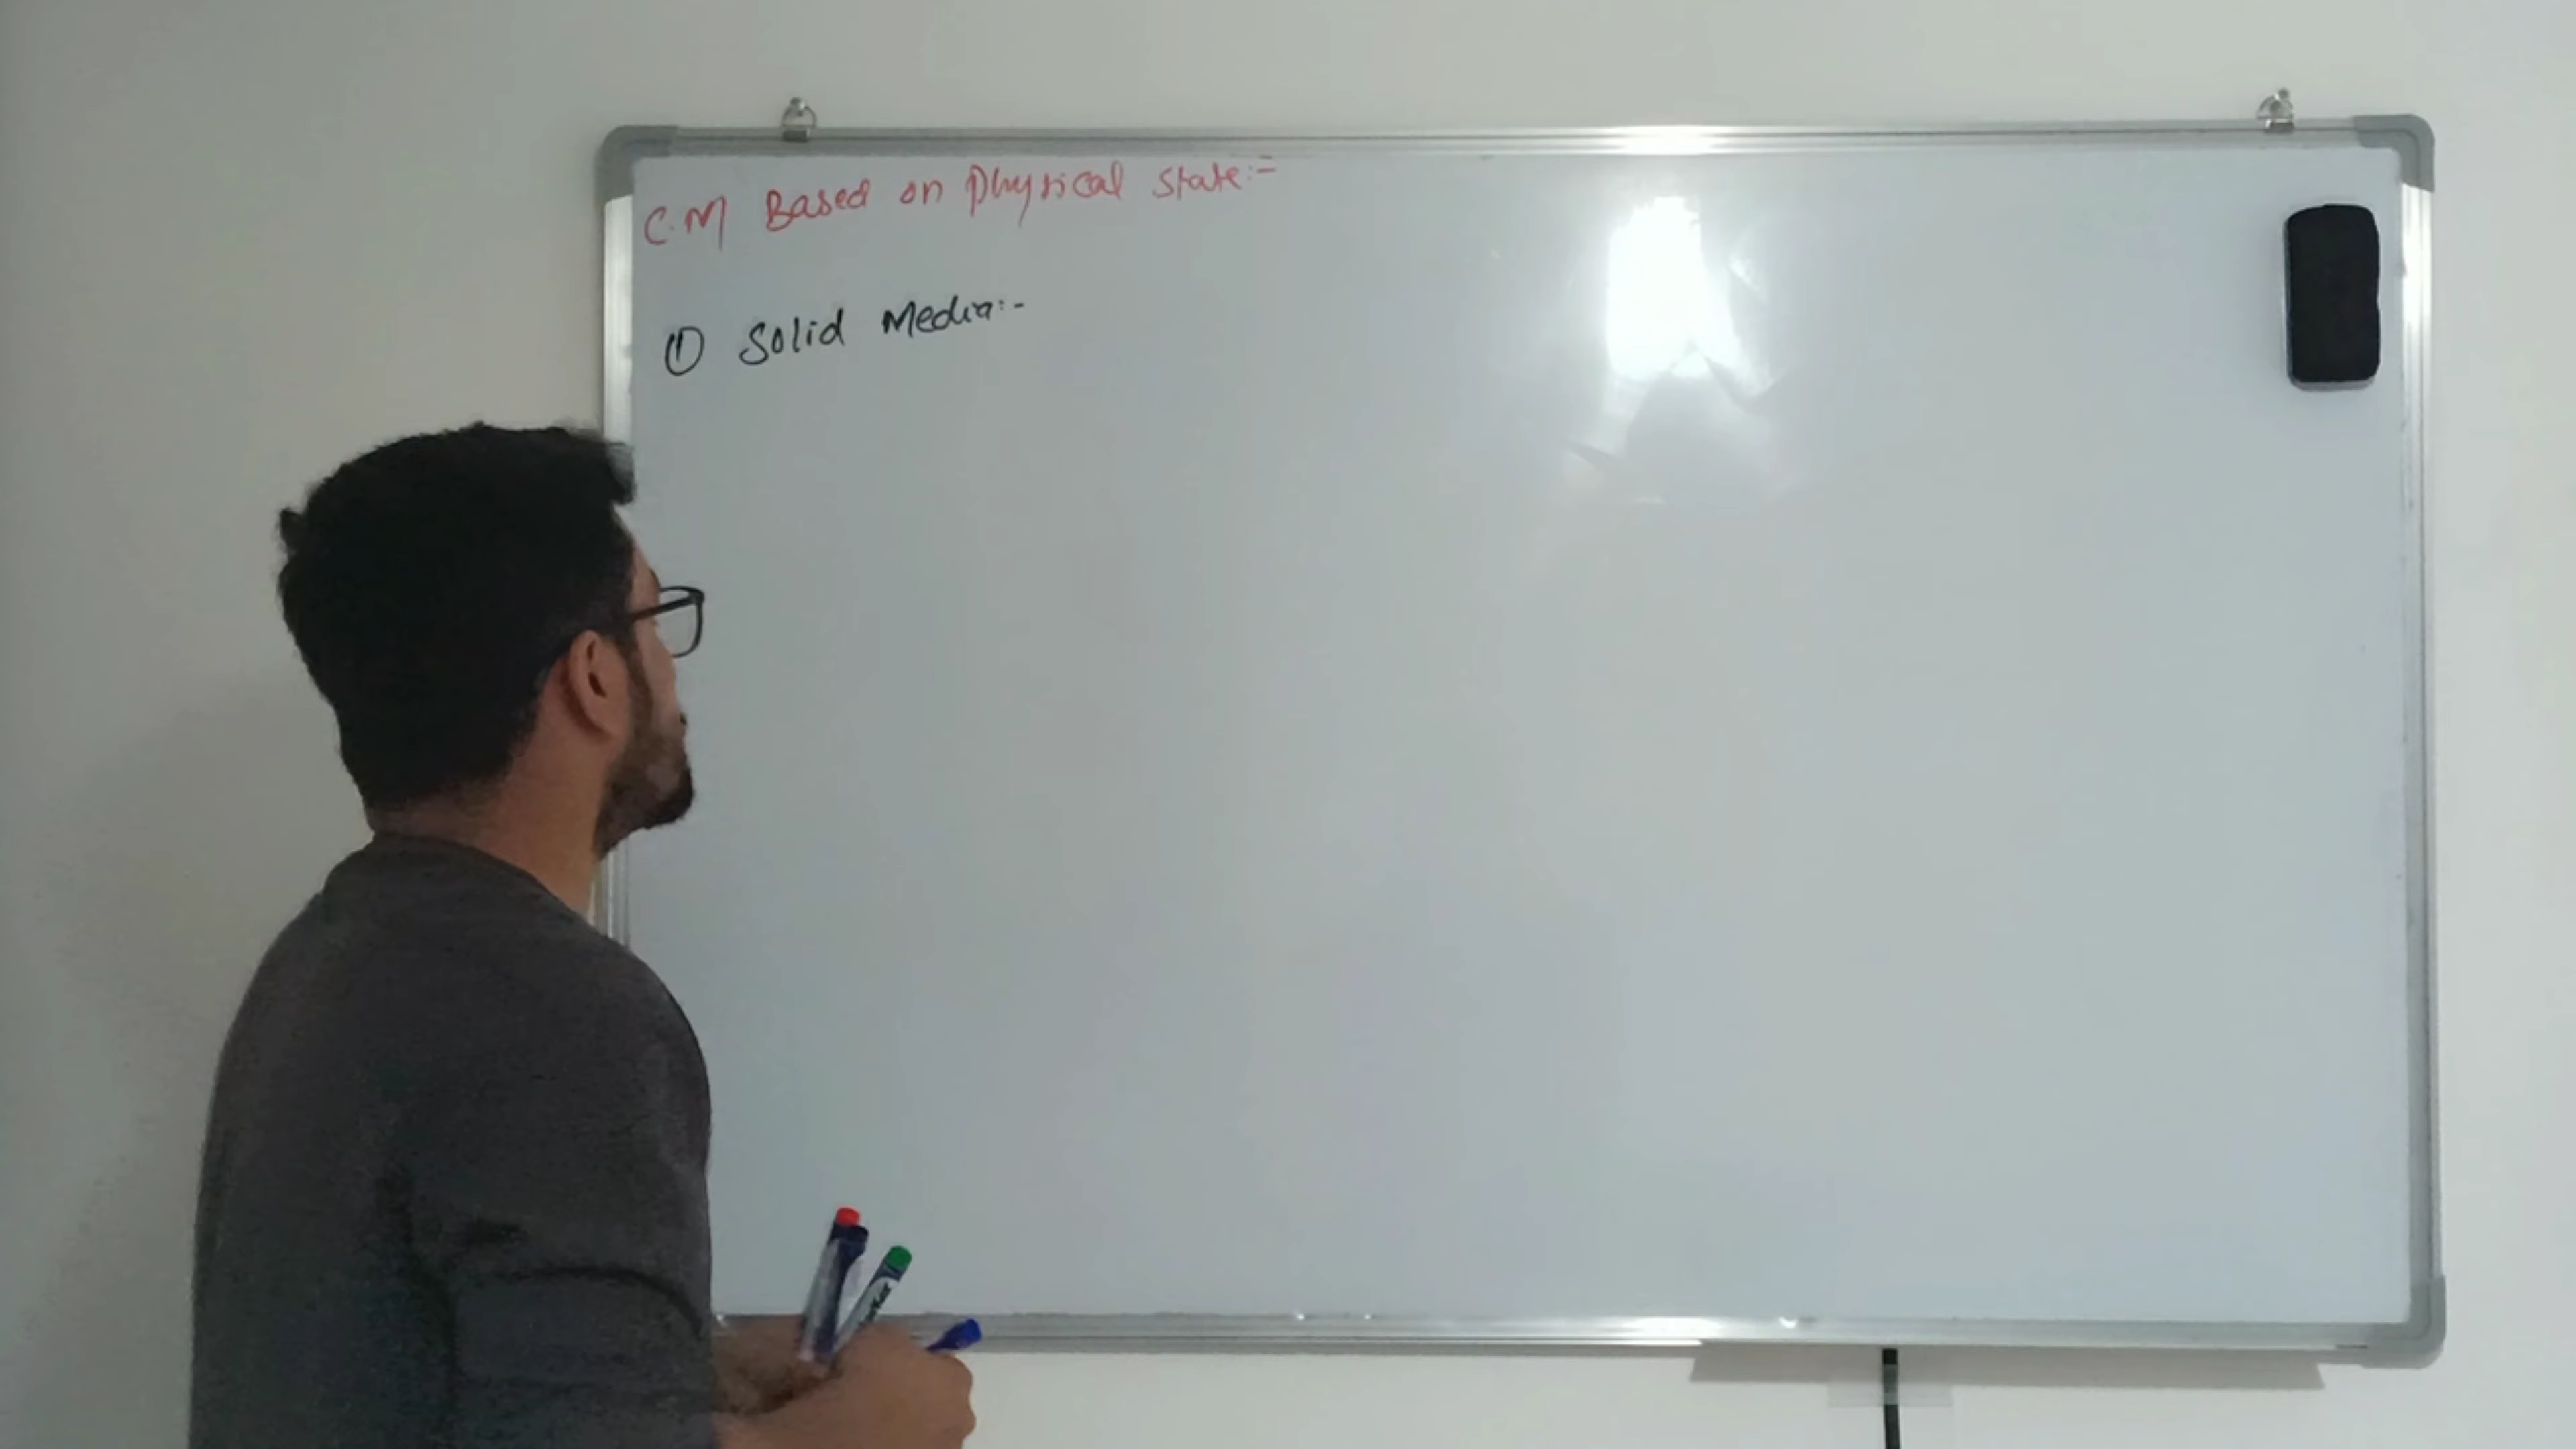 C.M Based on Physical State:-
① Solid Media:-